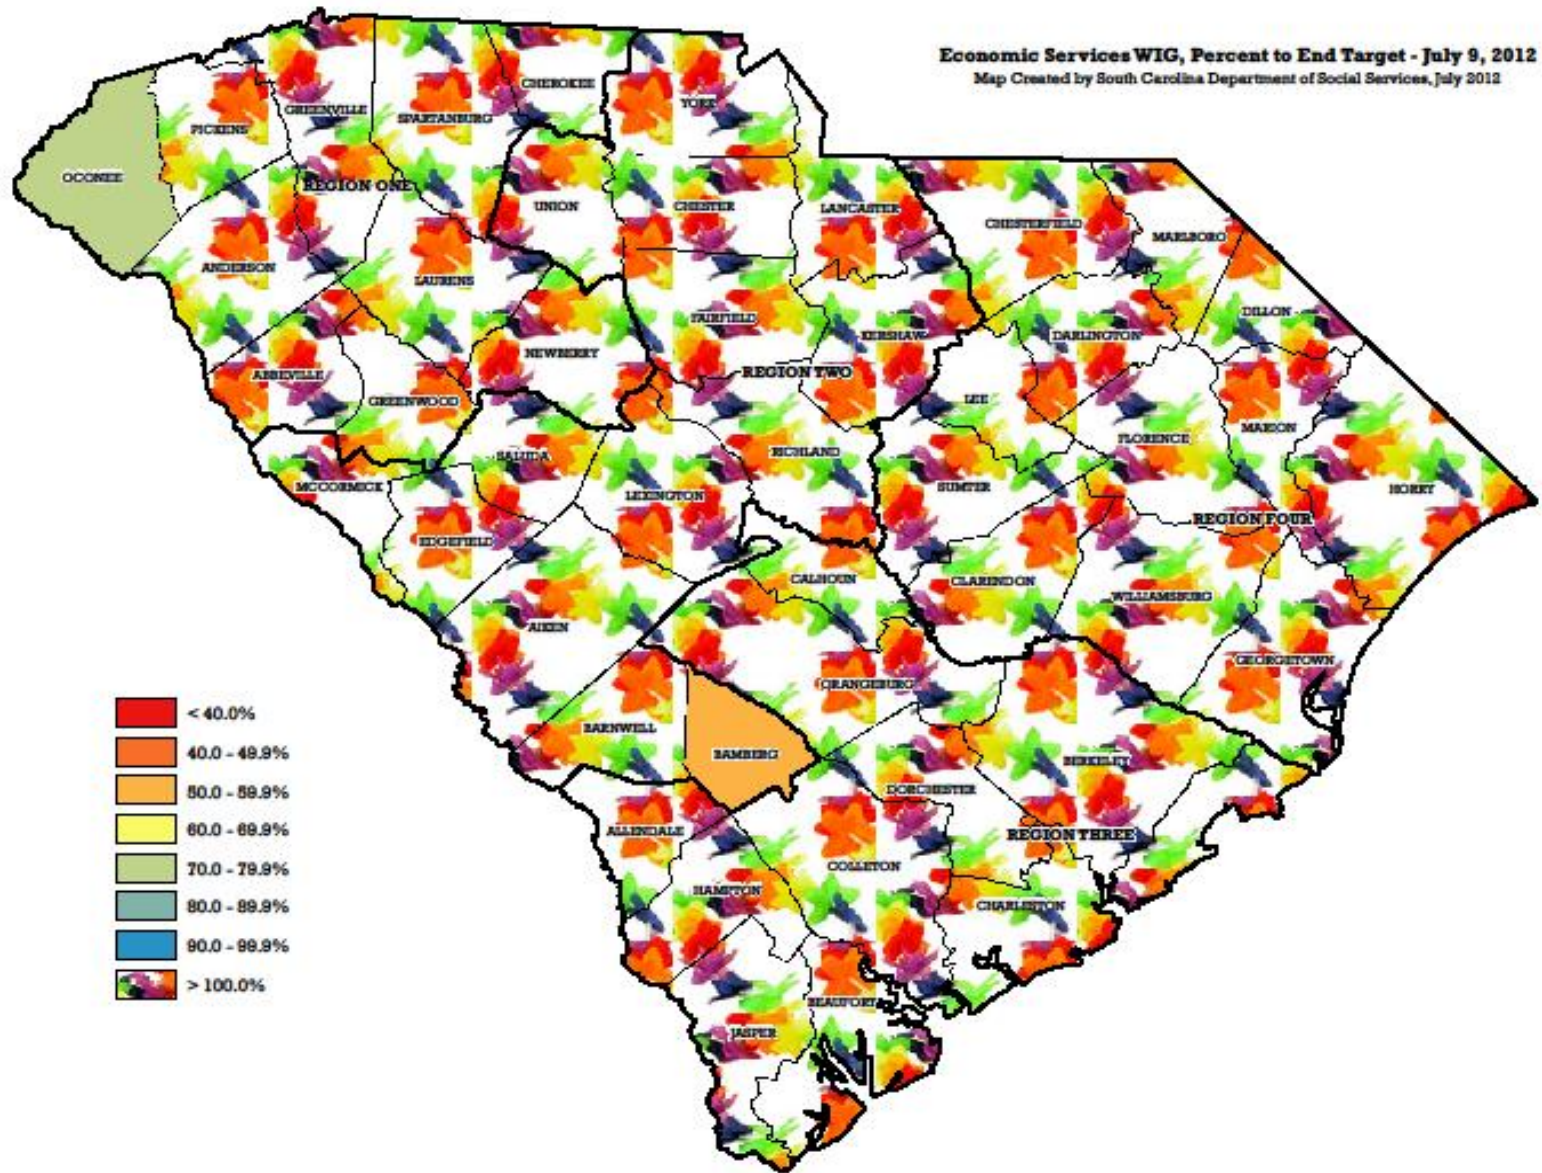 Economic Services WIG, Percent to End Target - July 9, 2012
Map Created by South Carolina Department of Social Services, July 2012
CHEROKEE
YORK
GREENVILLE
SPARTANBURG
PICKENS
OCONEE
REGION ONE
UNION
CHESTER
LANCASTER
CHESTERFIELD
MARLBORO
ANDERSON
LAURENS
FAIRFIELD
KERSHAW
DARLINGTON
DILLON
NEWBERRY
ABBEVILLE
REGION TWO
GREENWOOD
LEE
FLORENCE
MARION
SALUDA
RICHLAND
MCCORMICK
LEXINGTON
SUMTER
HORRY
REGION FOUR
EDGEFIELD
CALHOUN
CLARENDON
WILLIAMSBURG
AIKEN
GEORGETOWN
ORANGEBURG
BARNWELL
BAMBERG
BERKELEY
DORCHESTER
ALLENDALE
REGION THREE
COLLETON
HAMPTON
CHARLESTON
BEAUFORT
JASPER
< 40.0%
40.0 - 49.9%
50.0 - 59.9%
60.0 - 69.9%
70.0 - 79.9%
80.0 - 89.9%
90.0 - 99.9%
> 100.0%